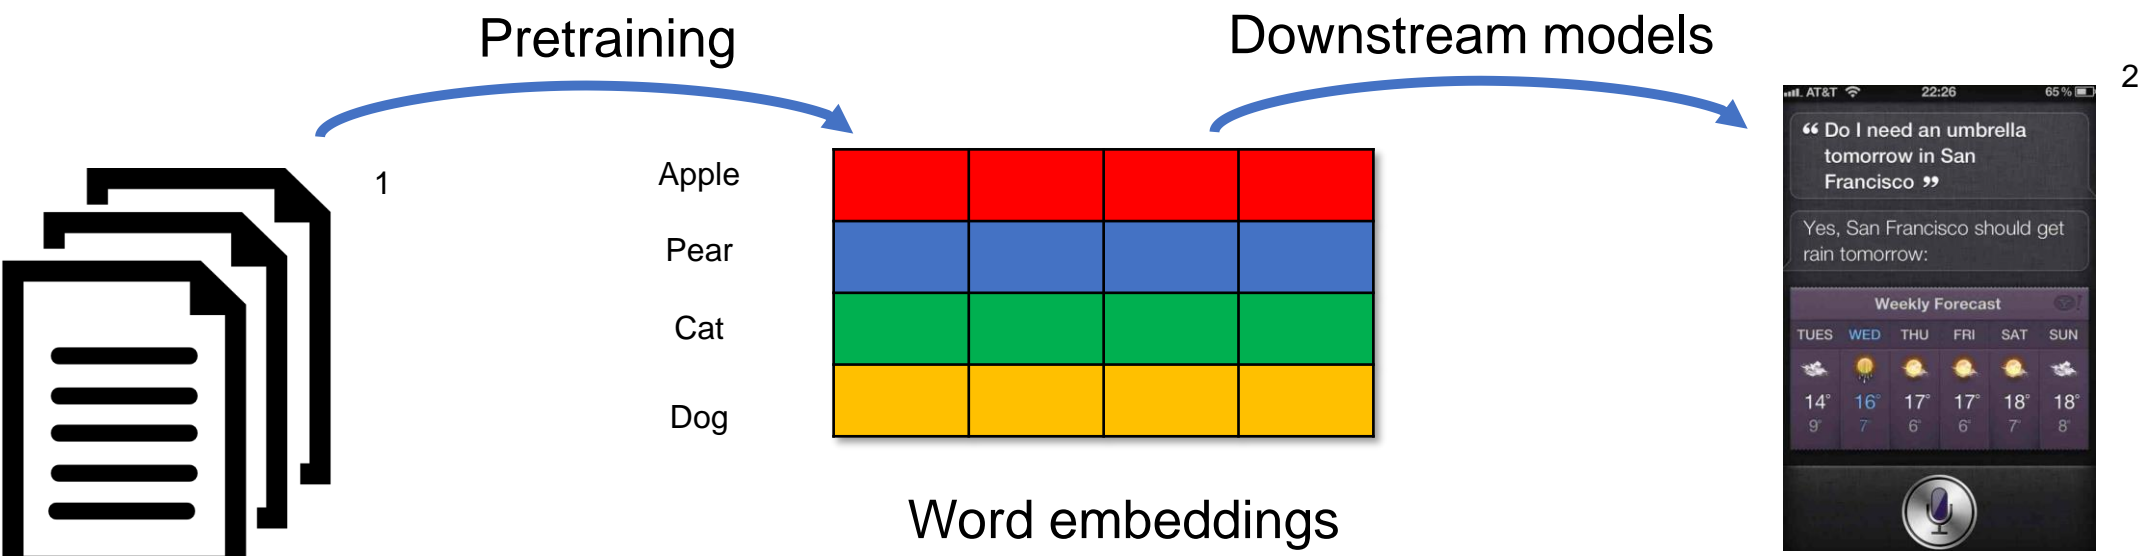 Pretraining
Downstream models
1
2
Apple
Pear
Cat
Dog
Word embeddings
AT&T 22:26 65%
“ Do I need an umbrella
tomorrow in San
Francisco ”
Yes, San Francisco should get
rain tomorrow:
Weekly Forecast
TUES WED THU FRI SAT SUN
14° 16° 17° 17° 18° 18°
9° 7° 6° 6° 7° 8°